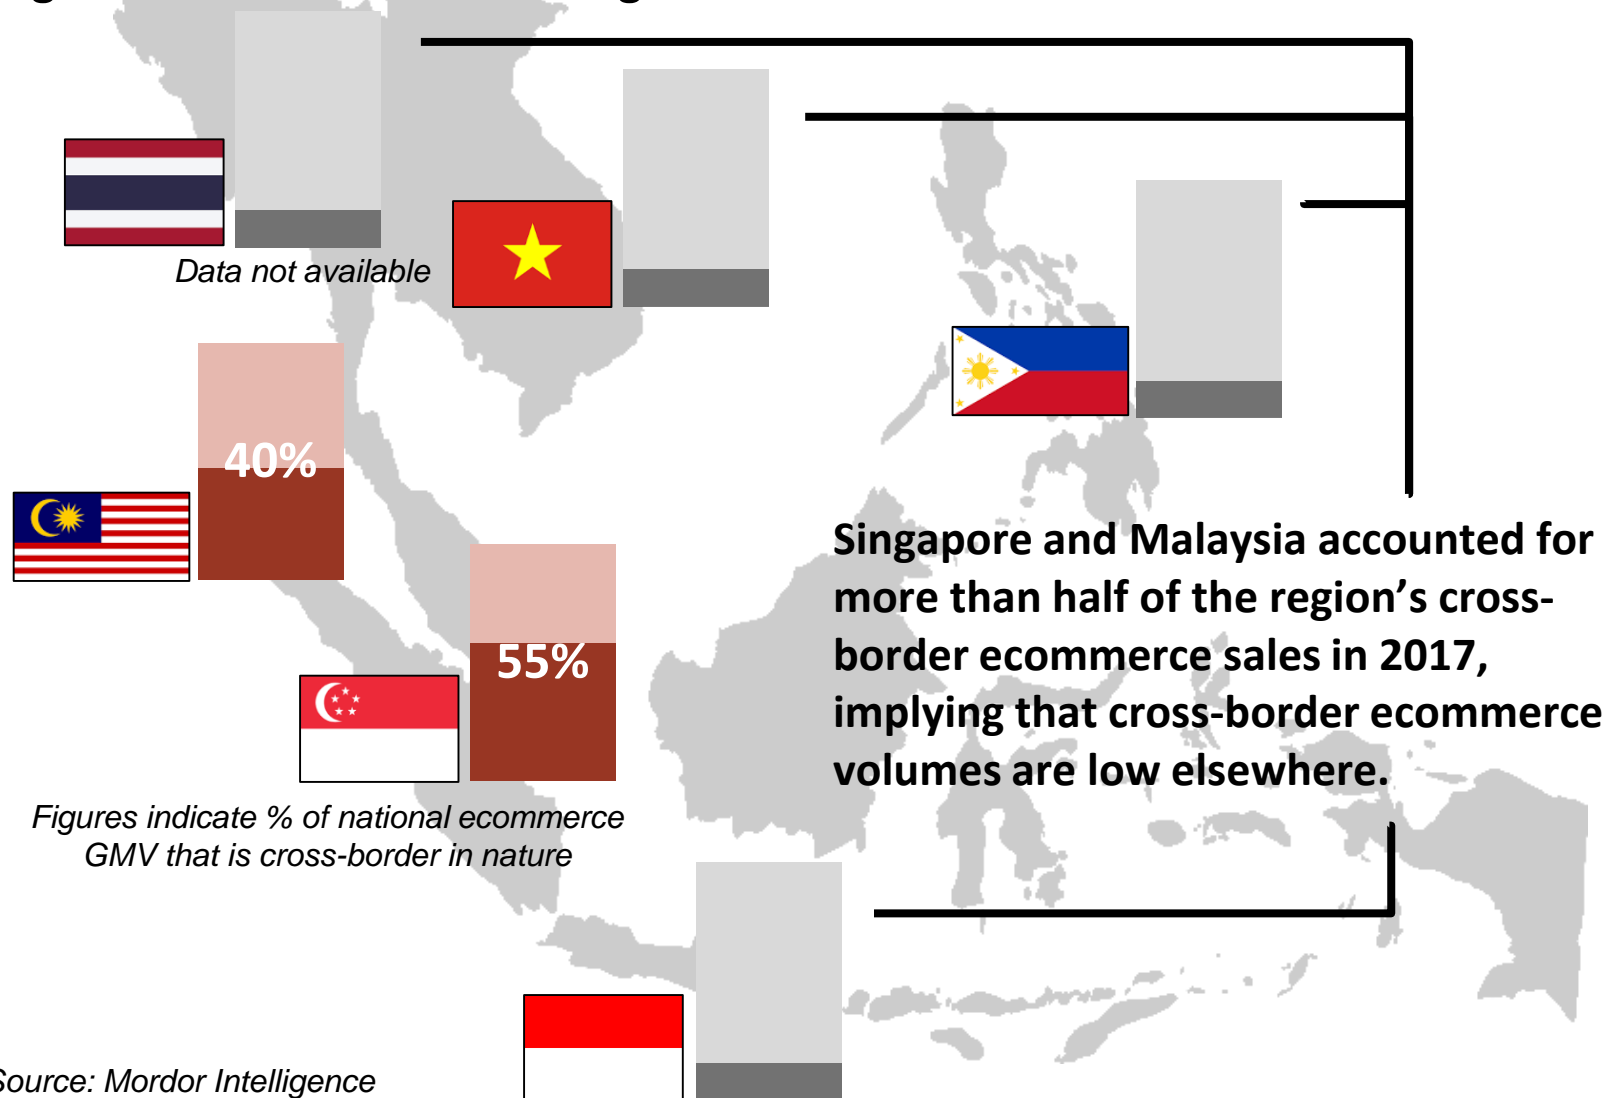 Data not available
40%
55%
Singapore and Malaysia accounted for
more than half of the region’s cross-
border ecommerce sales in 2017,
implying that cross-border ecommerce
volumes are low elsewhere.
Figures indicate % of national ecommerce
GMV that is cross-border in nature
Source: Mordor Intelligence